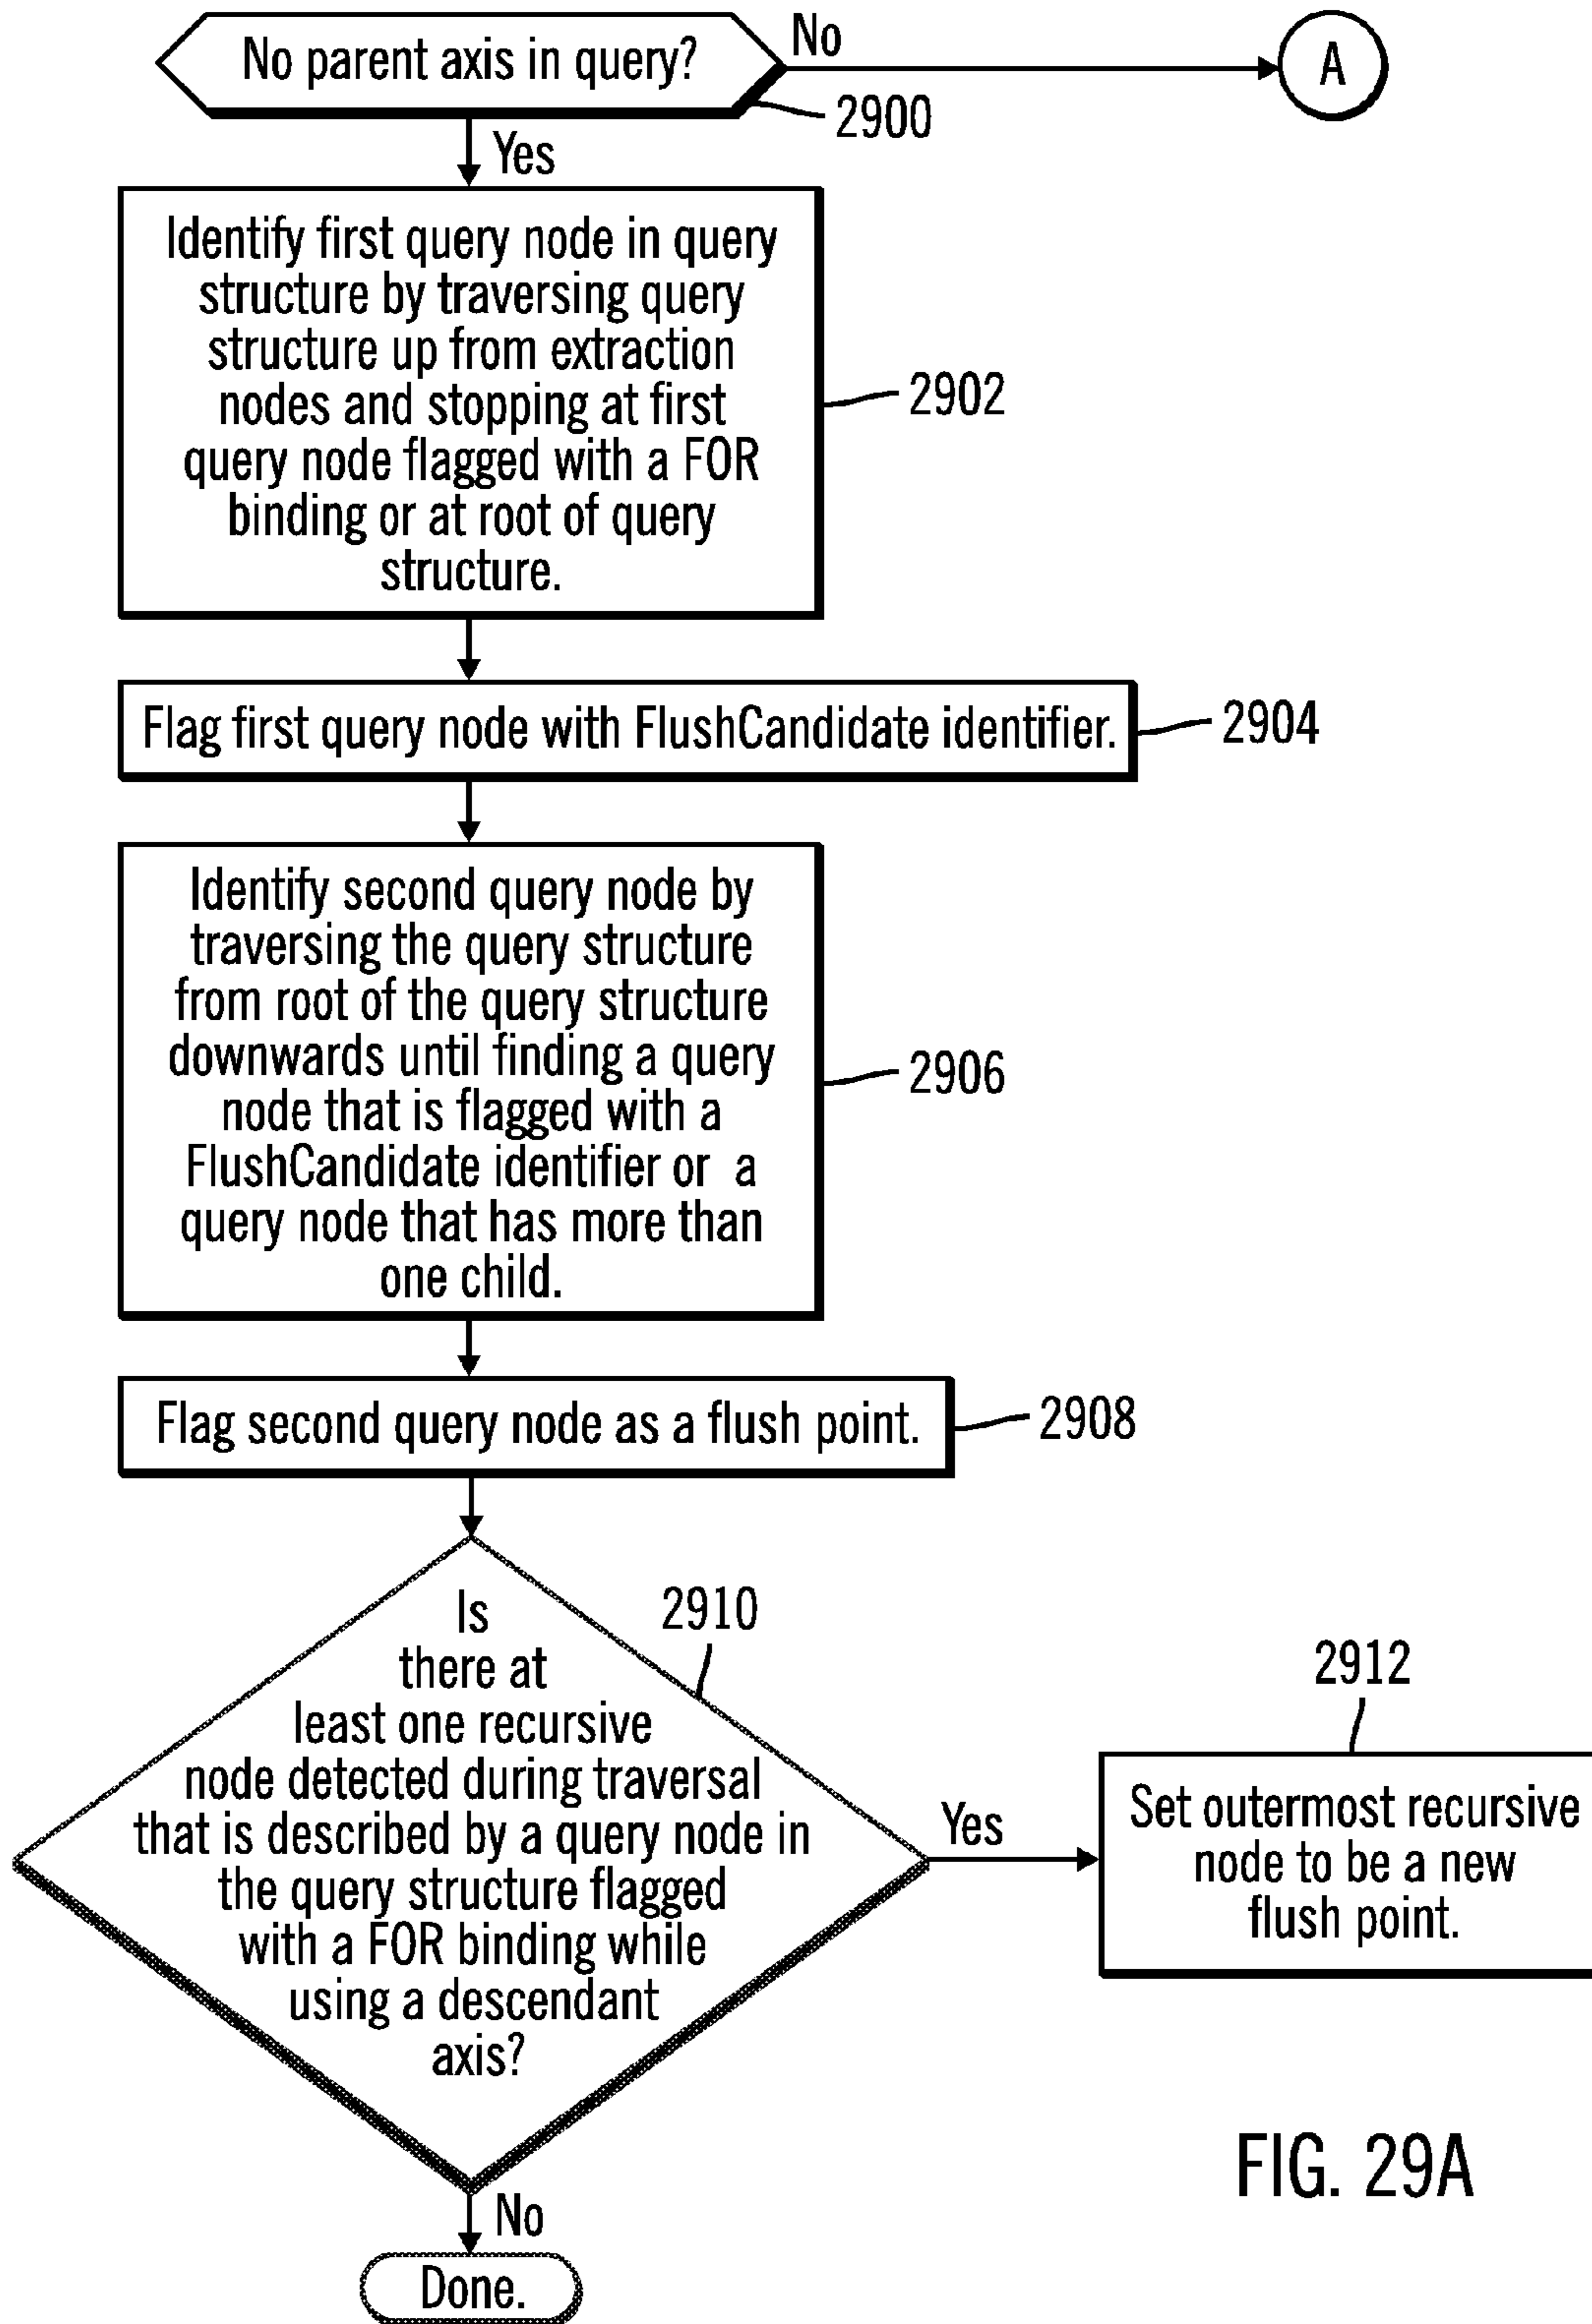 No parent axis in query?
No
A
2900
Yes
Identify first query node in query
structure by traversing query
structure up from extraction
nodes and stopping at first
query node flagged with a FOR
binding or at root of query
structure.
2902
Flag first query node with FlushCandidate identifier.
2904
Identify second query node by
traversing the query structure
from root of the query structure
downwards until finding a query
node that is flagged with a
FlushCandidate identifier or a
query node that has more than
one child.
2906
Flag second query node as a flush point.
2908
Is
there at
least one recursive
node detected during traversal
that is described by a query node in
the query structure flagged
with a FOR binding while
using a descendant
axis?
2910
Yes
2912
Set outermost recursive
node to be a new
flush point.
No
Done.
FIG. 29A